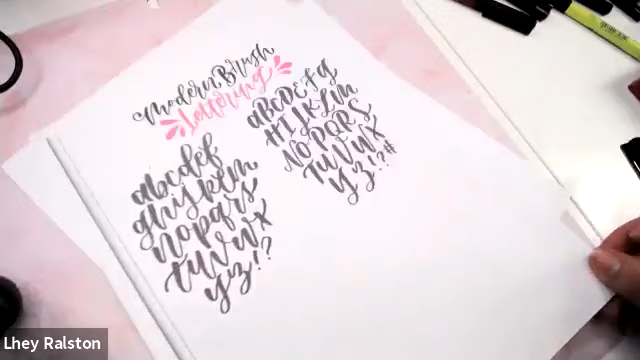 Modern Brush
Lettering
abcdef
ghijklm
nopqrs
tuvwx
yz!?
ABCDEFG
HIJKLM
NOPQRS
TUVWX
YZ.!?#
Lhey Ralston